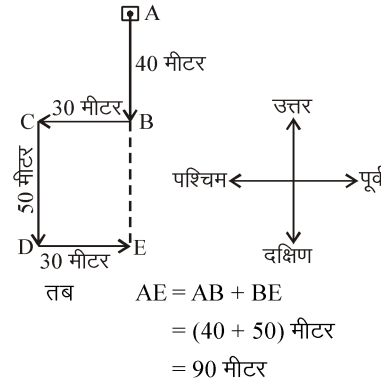 A
40 मीटर
30 मीटर
C B
50 मीटर
D E
30 मीटर
उत्तर
पश्चिम पूर्व
दक्षिण
तब AE = AB + BE
= (40 + 50) मीटर
= 90 मीटर